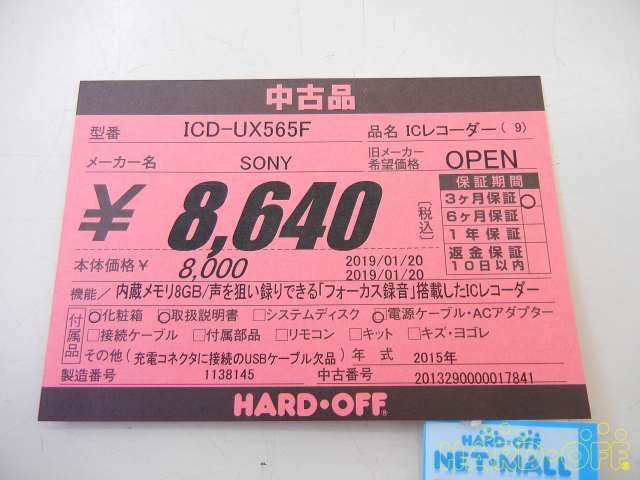 中古品
型番 ICD-UX565F 品名 ICレコーダー( 9)
メーカー名 SONY 旧メーカー希望価格 OPEN
¥ 8,640 [税込]
保証期間
3ヶ月保証 ○
6ヶ月保証
1年保証
返金保証
10日以内
本体価格¥ 8,000 2019/01/20
2019/01/20
機能/ 内蔵メモリ8GB/声を狙い録りできる「フォーカス録音」搭載したICレコーダー
付属品 ○化粧箱 ○取扱説明書 □システムディスク ○電源ケーブル・ACアダプター
□接続ケーブル □付属部品 □リモコン □キット □キズ・ヨゴレ
その他 (充電コネクタに接続のUSBケーブル欠品) 年 式 2015年
製造番号 1138145 中古番号 2013290000017841
HARD・OFF®
HARD・OFF
NET・MALL
HARD・OFF